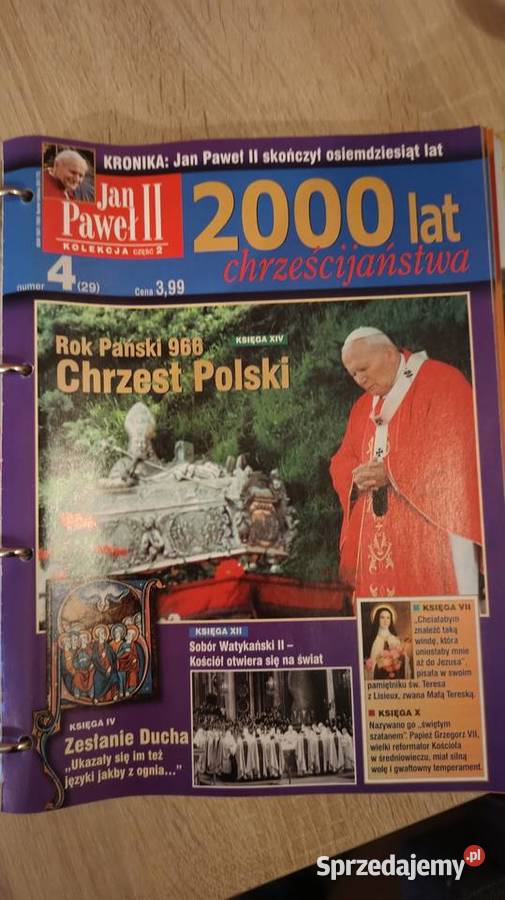 KRONIKA: Jan Paweł II skończył osiemdziesiąt lat
Jan
Paweł II
KOLEKCJA CZĘŚĆ 2
2000 lat
chrześcijaństwa
numer 4 (29)
Cena 3,99
Rok Pański 966
KSIĘGA XIV
Chrzest Polski
KSIĘGA IV
Zesłanie Ducha
„Ukazały się im też
języki jakby z ognia...”
KSIĘGA XII
Sobór Watykański II –
Kościół otwiera się na świat
KSIĘGA VII
„Chciałabym
znaleźć taką
windę, która
uniosłaby mnie
aż do Jezusa”,
pisała w swoim
pamiętniku św. Teresa
z Lisieux, zwana Małą Tereską.
KSIĘGA X
Nazywano go „świętym
szatanem”. Papież Grzegorz VII,
wielki reformator Kościoła
w średniowieczu, miał silną
wolę i gwałtowny temperament.
Sprzedajemy.pl